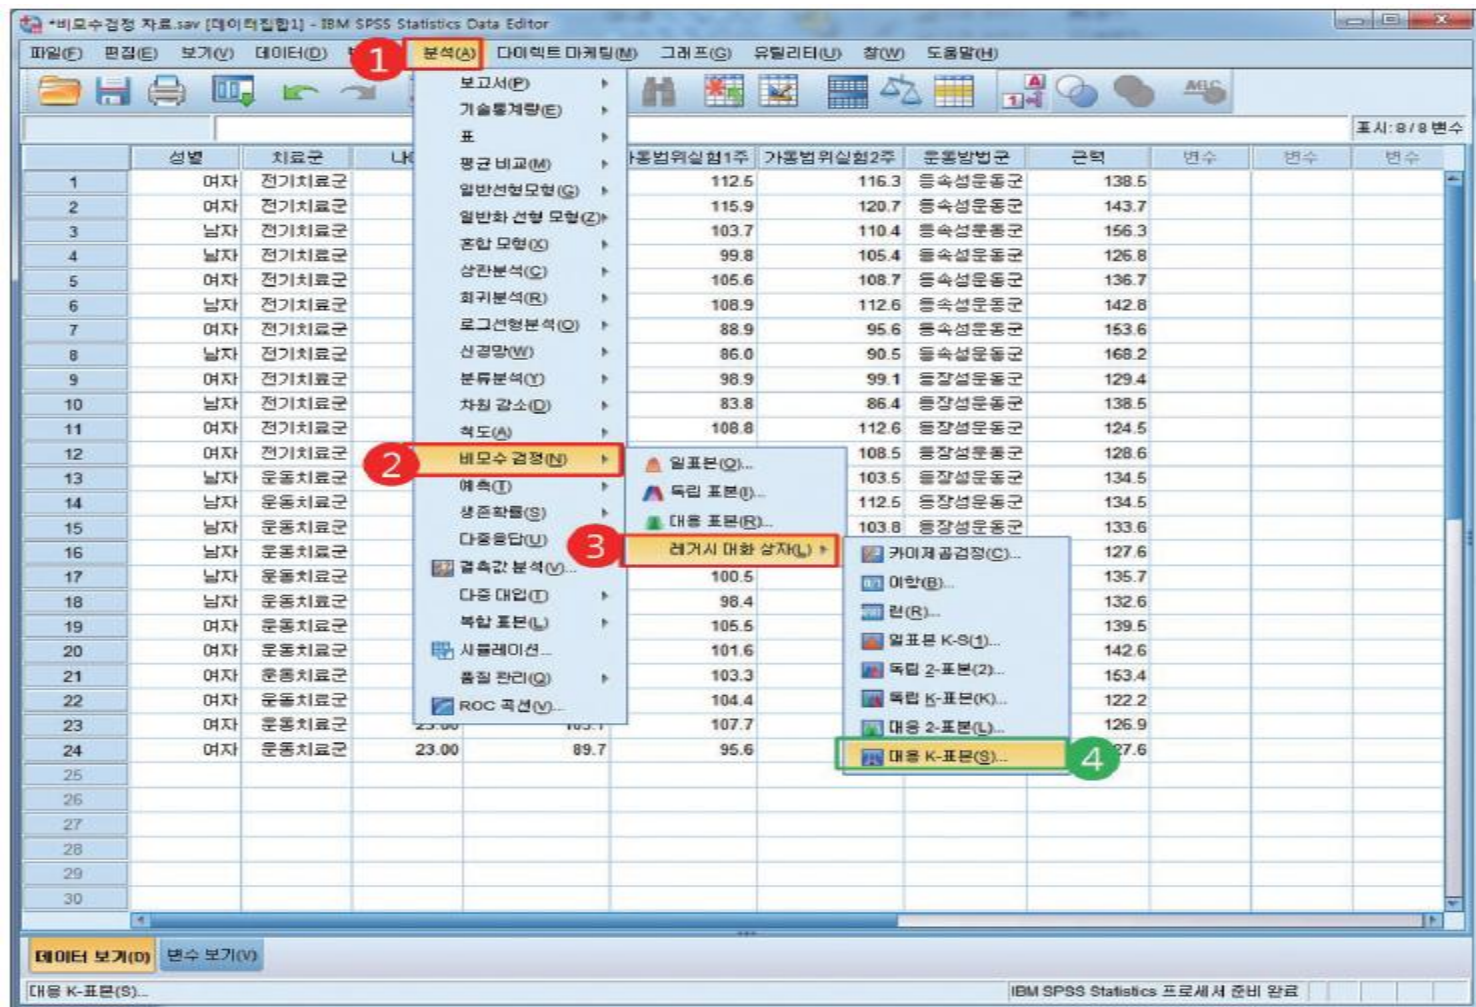 *비모수검정 자료.sav [데이터집합1] - IBM SPSS Statistics Data Editor
파일(F) 편집(E) 보기(V) 데이터(D) 1 분석(A) 다이렉트 마케팅(M) 그래프(G) 유틸리티(U) 창(W) 도움말(H)
표시:8/8 변수
성별 치료군 가동범위실험1주 가동범위실험2주 운동방법군 근력 변수 변수 변수
1 여자 전기치료군 112.5 116.3 등속성운동군 138.5
2 여자 전기치료군 115.9 120.7 등속성운동군 143.7
3 남자 전기치료군 103.7 110.4 등속성운동군 156.3
4 남자 전기치료군 99.8 105.4 등속성운동군 126.8
5 여자 전기치료군 105.6 108.7 등속성운동군 136.7
6 남자 전기치료군 108.9 112.6 등속성운동군 142.8
7 여자 전기치료군 88.9 95.6 등속성운동군 153.6
8 남자 전기치료군 86.0 90.5 등속성운동군 168.2
9 여자 전기치료군 98.9 99.1 등장성운동군 129.4
10 남자 전기치료군 83.8 86.4 등장성운동군 138.5
11 여자 전기치료군 108.8 112.6 등장성운동군 124.5
12 여자 전기치료군 108.5 등장성운동군 128.6
13 남자 운동치료군 103.5 등장성운동군 134.5
14 남자 운동치료군 112.5 등장성운동군 134.5
15 남자 운동치료군 103.8 등장성운동군 133.6
16 남자 운동치료군 127.6
17 남자 운동치료군 100.5 135.7
18 남자 운동치료군 98.4 132.6
19 여자 운동치료군 105.5 139.5
20 여자 운동치료군 101.6 142.6
21 여자 운동치료군 103.3 153.4
22 여자 운동치료군 104.4 122.2
23 여자 운동치료군 23.00 107.7 126.9
24 여자 운동치료군 23.00 89.7 95.6 27.6
25
26
27
28
29
30
보고서(P)
기술통계량(E)
표
평균 비교(M)
일반선형모형(G)
일반화 선형 모형(Z)
혼합 모형(X)
상관분석(C)
회귀분석(R)
로그선형분석(O)
신경망(W)
분류분석(Y)
차원 감소(D)
척도(A)
2 비모수 검정(N)
예측(T)
생존확률(S)
다중응답(U)
결측값 분석(V)...
다중 대입(T)
복합 표본(L)
시뮬레이션...
품질 관리(Q)
ROC 곡선(V)...
일표본(O)...
독립 표본(I)...
대응 표본(R)...
3 레거시 대화 상자(L)
카이제곱검정(C)...
이항(B)...
런(R)...
일표본 K-S(1)...
독립 2-표본(2)...
독립 K-표본(K)...
대응 2-표본(L)...
대응 K-표본(S)... 4
데이터 보기(D) 변수 보기(V)
대응 K-표본(S)... IBM SPSS Statistics 프로세서 준비 완료